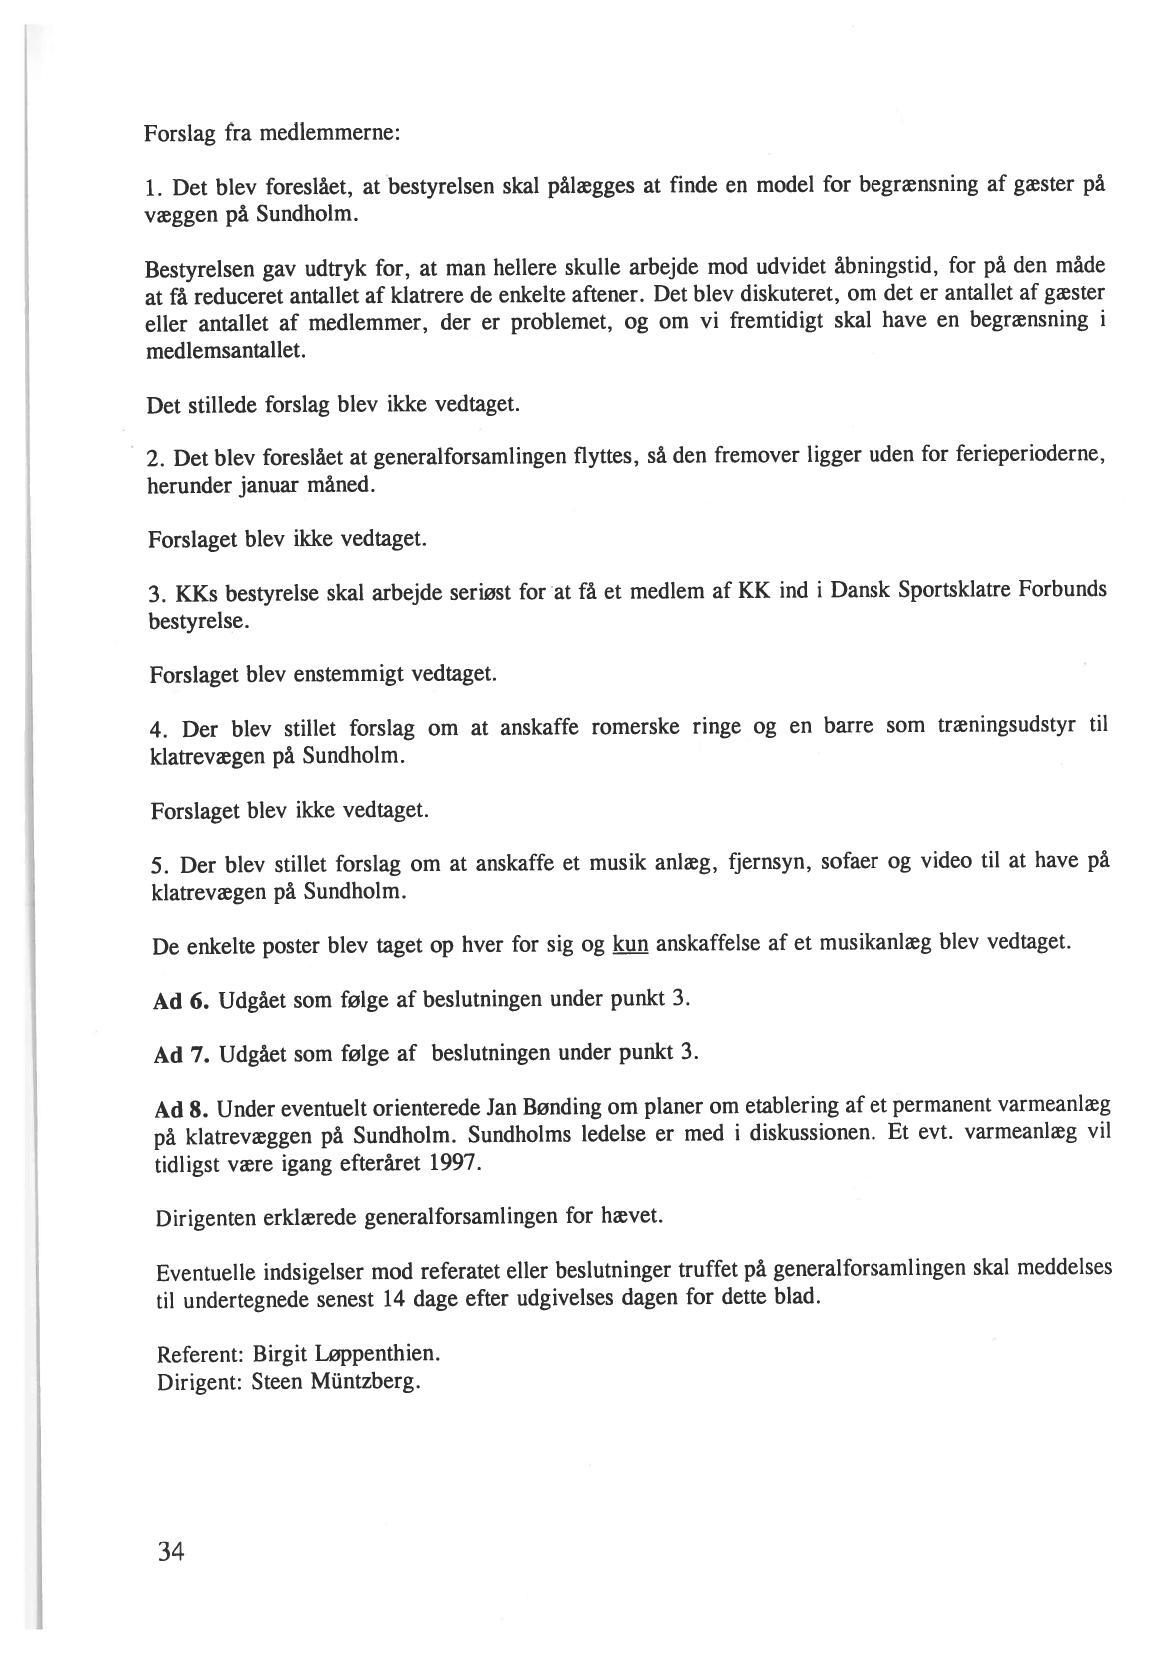 Forslag fra medlemmerne:
1. Det blev foreslået, at bestyrelsen skal pålægges at finde en model for begrænsning af gæster på
væggen på Sundholm.
Bestyrelsen gav udtryk for, at man hellere skulle arbejde mod udvidet åbningstid, for på den måde
at få reduceret antallet af klatrere de enkelte aftener. Det blev diskuteret, om det er antallet af gæster
eller antallet af medlemmer, der er problemet, og om vi fremtidigt skal have en begrænsning i
medlemsantallet.
Det stillede forslag blev ikke vedtaget.
2. Det blev foreslået at generalforsamlingen flyttes, så den fremover ligger uden for ferieperioderne,
herunder januar måned.
Forslaget blev ikke vedtaget.
3. KKs bestyrelse skal arbejde seriøst for at få et medlem af KK ind i Dansk Sportsklatre Forbunds
bestyrelse.
Forslaget blev enstemmigt vedtaget.
4. Der blev stillet forslag om at anskaffe romerske ringe og en barre som træningsudstyr til
klatrevægen på Sundholm.
Forslaget blev ikke vedtaget.
5. Der blev stillet forslag om at anskaffe et musik anlæg, fjernsyn, sofaer og video til at have på
klatrevægen på Sundholm.
De enkelte poster blev taget op hver for sig og kun anskaffelse af et musikanlæg blev vedtaget.
Ad 6. Udgået som følge af beslutningen under punkt 3.
Ad 7. Udgået som følge af beslutningen under punkt 3.
Ad 8. Under eventuelt orienterede Jan Bønding om planer om etablering af et permanent varmeanlæg
på klatrevæggen på Sundholm. Sundholms ledelse er med i diskussionen. Et evt. varmeanlæg vil
tidligst være igang efteråret 1997.
Dirigenten erklærede generalforsamlingen for hævet.
Eventuelle indsigelser mod referatet eller beslutninger truffet på generalforsamlingen skal meddelses
til undertegnede senest 14 dage efter udgivelses dagen for dette blad.
Referent: Birgit Løppenthien.
Dirigent: Steen Müntzberg.
34